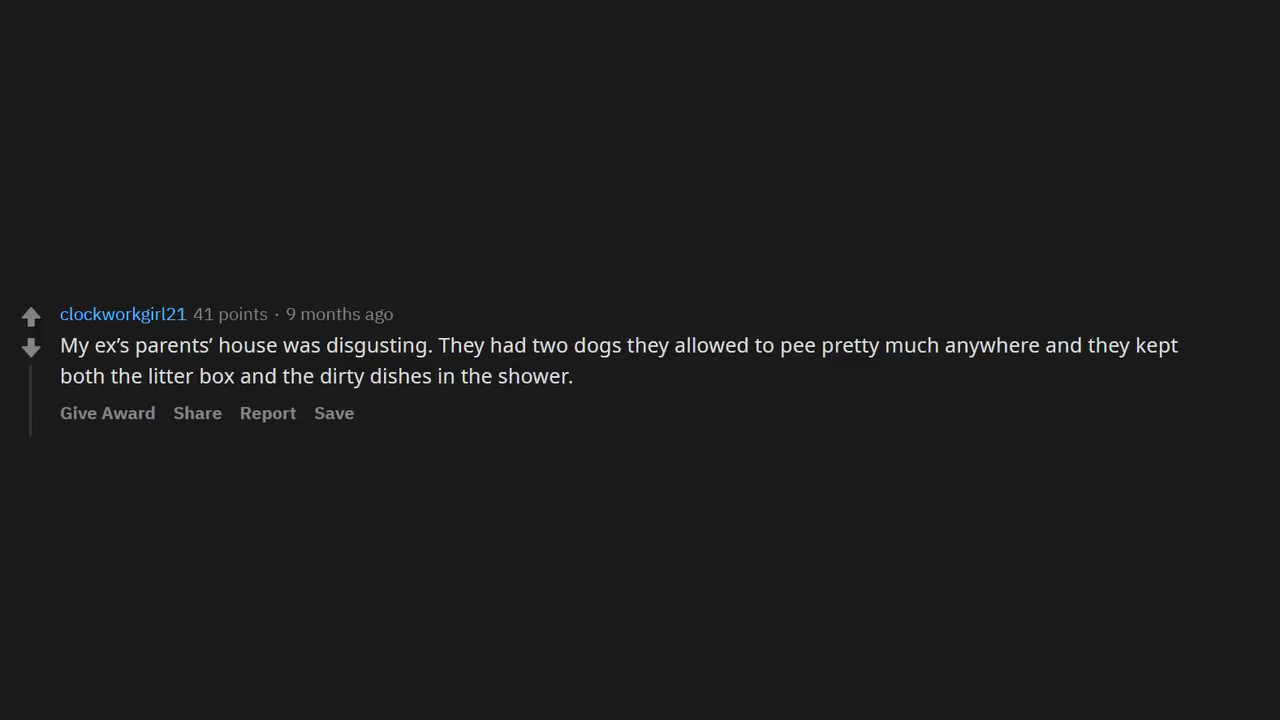 clockworkgirl21 41 points · 9 months ago
My ex’s parents’ house was disgusting. They had two dogs they allowed to pee pretty much anywhere and they kept
both the litter box and the dirty dishes in the shower.
Give Award Share Report Save